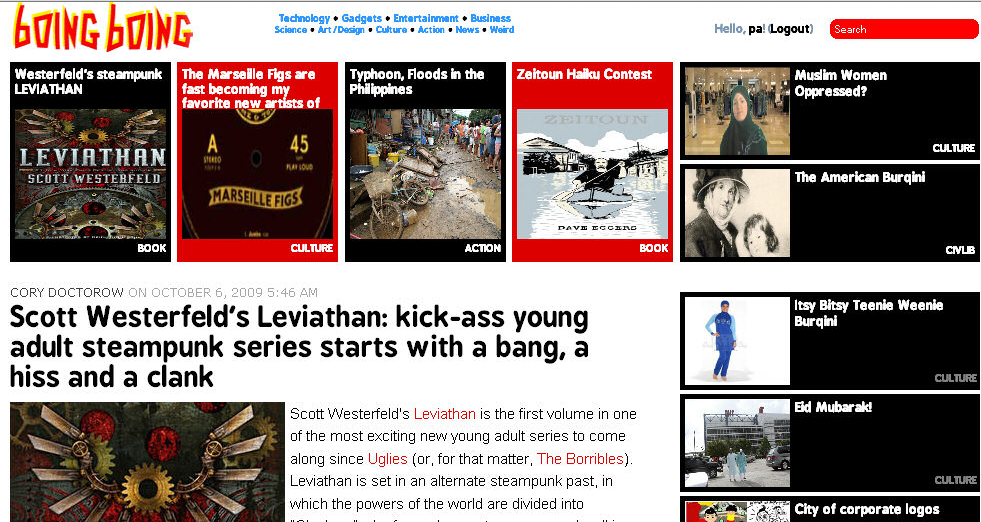 boing boing
Technology • Gadgets • Entertainment • Business
Science • Art/Design • Culture • Action • News • Weird
Hello, pa! (Logout)
Search
Westerfeld's steampunk
LEVIATHAN
LEVIATHAN
SCOTT WESTERFELD
BOOK
The Marseille Figs are
fast becoming my
favorite new artists of
A
STEREO
45
PLAY LOUD
MARSEILLE FIGS
CULTURE
Typhoon, Floods in the
Philippines
ACTION
Zeitoun Haiku Contest
ZEITOUN
DAVE EGGERS
BOOK
Muslim Women
Oppressed?
CULTURE
The American Burqini
CIVLIB
CORY DOCTOROW ON OCTOBER 6, 2009 5:46 AM
Scott Westerfeld's Leviathan: kick-ass young
adult steampunk series starts with a bang, a
hiss and a clank
Scott Westerfeld's Leviathan is the first volume in one
of the most exciting new young adult series to come
along since Uglies (or, for that matter, The Borribles).
Leviathan is set in an alternate steampunk past, in
which the powers of the world are divided into
Itsy Bitsy Teenie Weenie
Burqini
CULTURE
Eid Mubarak!
CULTURE
City of corporate logos